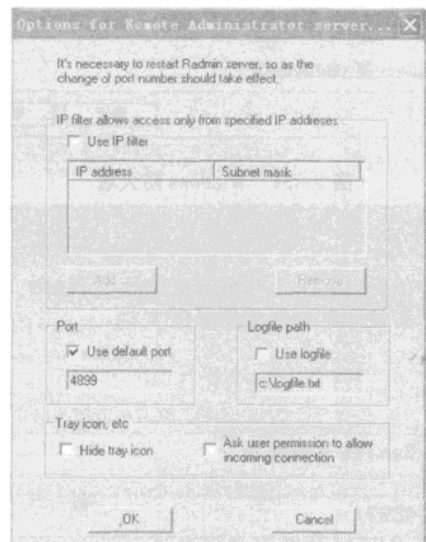 Options for Remote Administrator server...
It's necessary to restart Radmin server, so as the
change of port number should take effect.
IP filter allows access only from specified IP addreses
Use IP filter
IP address Subnet mask
Add
Remove
Port
Use default port
4899
Logfile path
Use logfile
c:\logfile.txt
Tray icon, etc
Hide tray icon
Ask user permission to allow
incoming connection
OK
Cancel